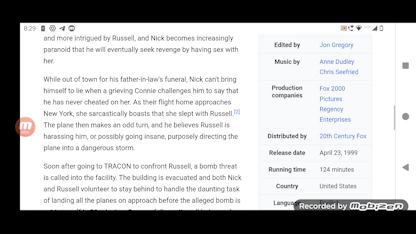 8:29
and more intrigued by Russell, and Nick becomes increasingly
paranoid that he will eventually seek revenge by having sex with
her.
While out of town for his father-in-law's funeral, Nick can't bring
himself to lie when a grieving Connie challenges him to say that
he has never cheated on her. As their flight home approaches
New York, she sarcastically boasts that she slept with Russell.[2]
The plane then makes an odd turn, and he believes Russell is
harassing him, or possibly going insane, purposely directing the
plane into a dangerous storm.
Soon after going to TRACON to confront Russell, a bomb threat
is called into the facility. The building is evacuated and both Nick
and Russell volunteer to stay behind to handle the daunting task
of landing all the planes on approach before the alleged bomb is
Edited by Jon Gregory
Music by Anne Dudley
Chris Seefried
Production companies Fox 2000
Pictures
Regency
Enterprises
Distributed by 20th Century Fox
Release date April 23, 1999
Running time 124 minutes
Country United States
Recorded by mobizen